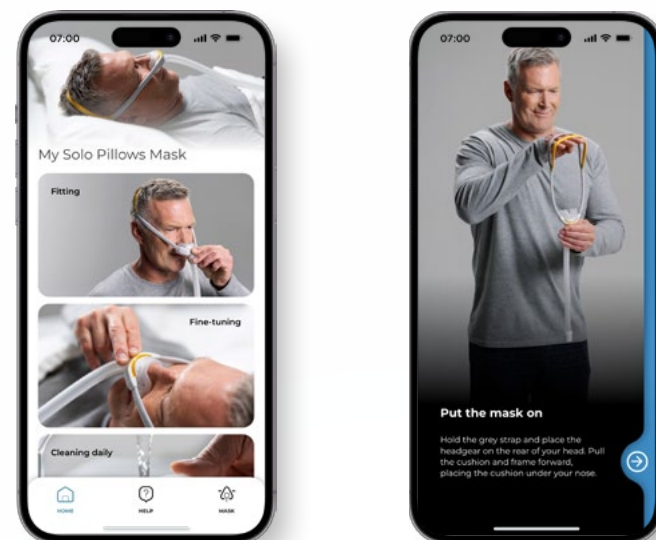 07:00
My Solo Pillows Mask
Fitting
Fine-tuning
Cleaning daily
HOME
HELP
MASK
07:00
Put the mask on
Hold the grey strap and place the
headgear on the rear of your head. Pull
the cushion and frame forward,
placing the cushion under your nose.